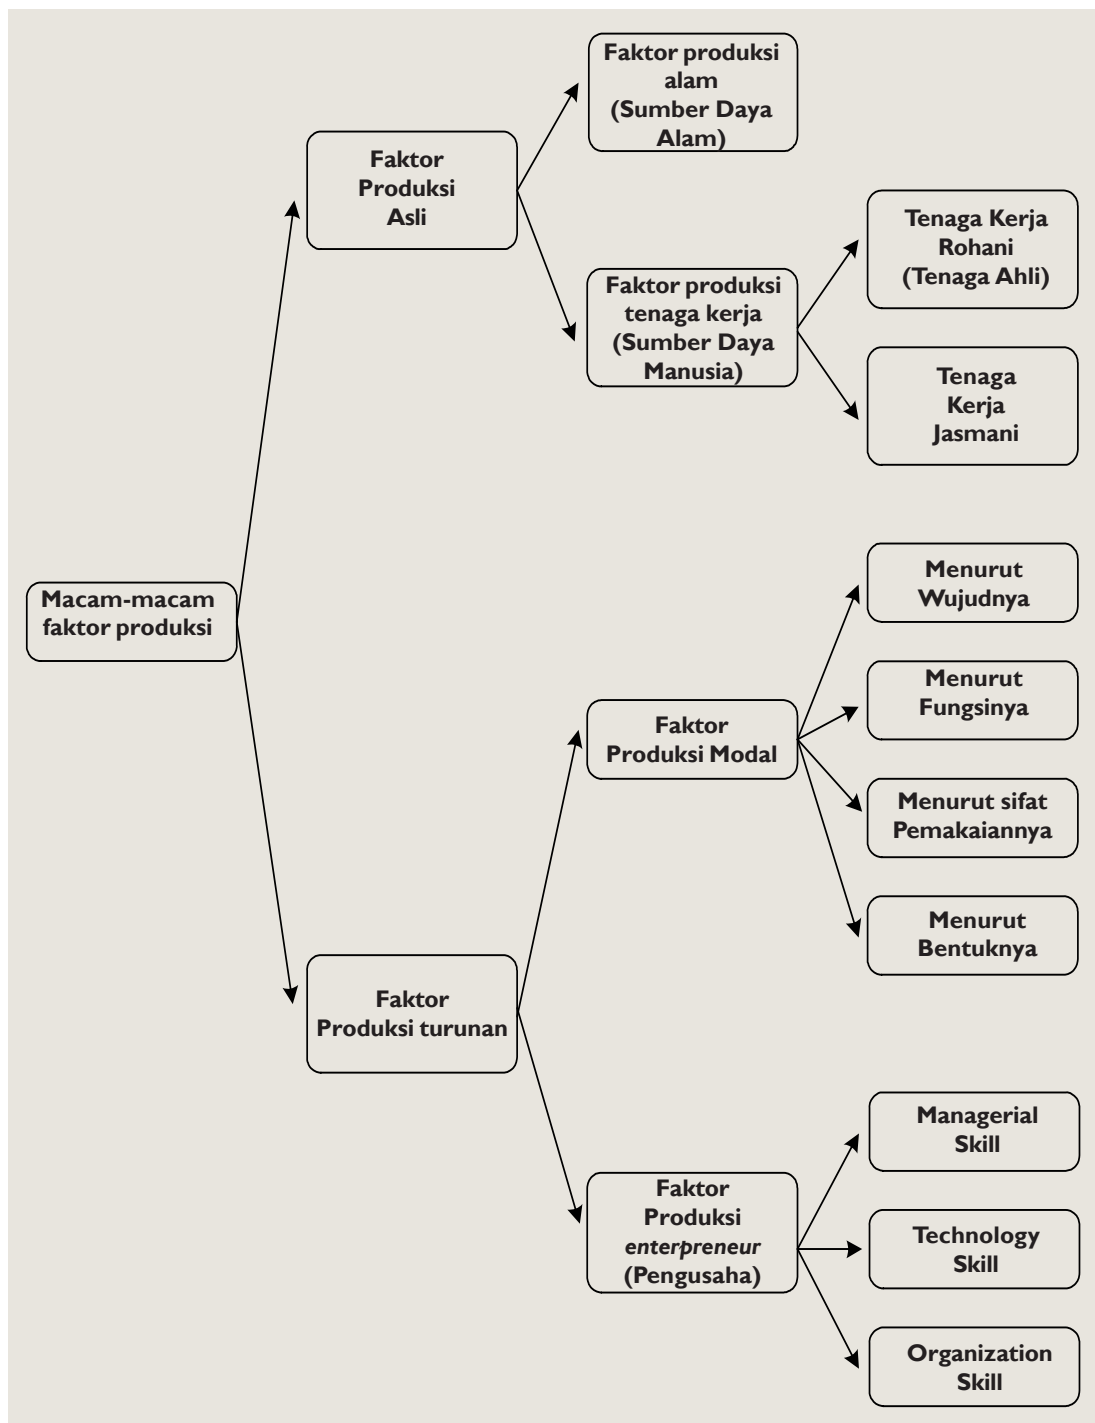 Faktor produksi
alam
(Sumber Daya
Alam)
Faktor
Produksi
Asli
Tenaga Kerja
Rohani
(Tenaga Ahli)
Faktor produksi
tenaga kerja
(Sumber Daya
Manusia)
Tenaga
Kerja
Jasmani
Macam-macam
faktor produksi
Menurut
Wujudnya
Menurut
Fungsinya
Faktor
Produksi Modal
Menurut sifat
Pemakaiannya
Menurut
Bentuknya
Faktor
Produksi turunan
Managerial
Skill
Faktor
Produksi
enterpreneur
(Pengusaha)
Technology
Skill
Organization
Skill